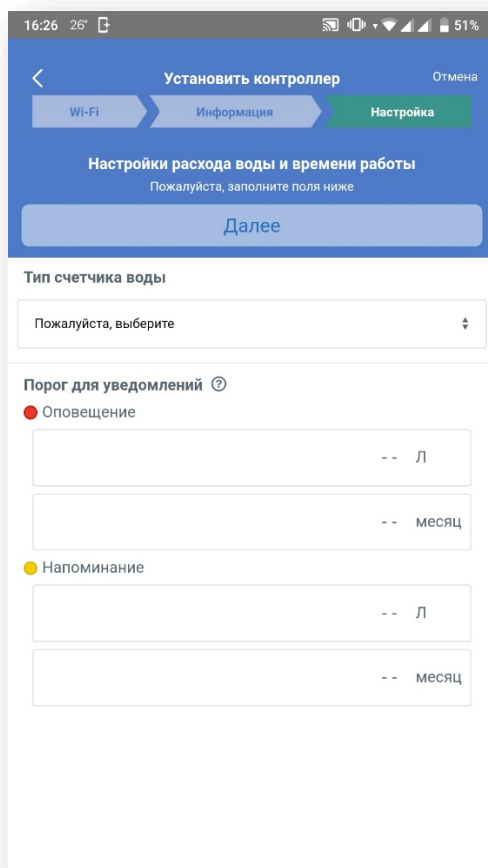 16:26 26° 51%
Установить контроллер Отмена
Wi-Fi Информация Настройка
Настройки расхода воды и времени работы
Пожалуйста, заполните поля ниже
Далее
Тип счетчика воды
Пожалуйста, выберите
Порог для уведомлений ?
Оповещение
-- Л
-- месяц
Напоминание
-- Л
-- месяц